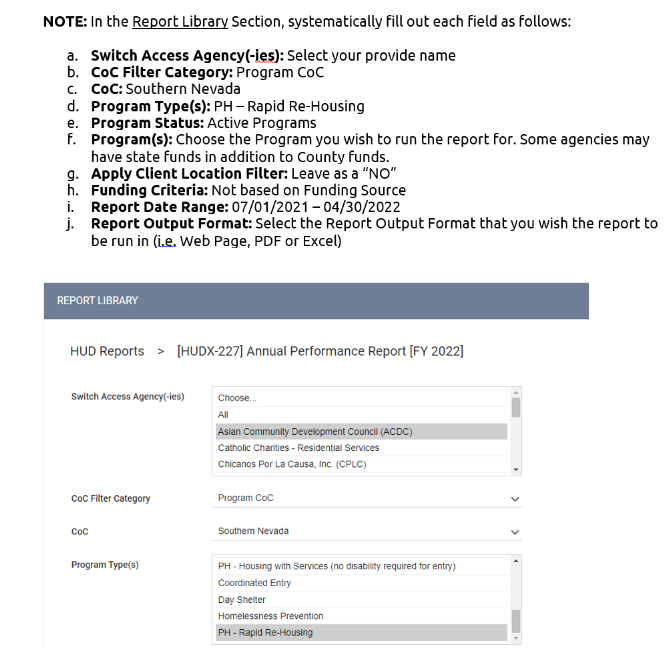 NOTE: In the Report Library Section, systematically fill out each field as follows:
a. Switch Access Agency(-ies): Select your provide name
b. CoC Filter Category: Program CoC
c. CoC: Southern Nevada
d. Program Type(s): PH – Rapid Re-Housing
e. Program Status: Active Programs
f. Program(s): Choose the Program you wish to run the report for. Some agencies may
have state funds in addition to County funds.
g. Apply Client Location Filter: Leave as a “NO”
h. Funding Criteria: Not based on Funding Source
i. Report Date Range: 07/01/2021 – 04/30/2022
j. Report Output Format: Select the Report Output Format that you wish the report to
be run in (i.e. Web Page, PDF or Excel)
REPORT LIBRARY
HUD Reports > [HUDX-227] Annual Performance Report [FY 2022]
Switch Access Agency(-ies)
Choose...
All
Asian Community Development Council (ACDC)
Catholic Charities - Residential Services
Chicanos Por La Causa, Inc. (CPLC)
CoC Filter Category
Program CoC
CoC
Southern Nevada
Program Type(s)
PH - Housing with Services (no disability required for entry)
Coordinated Entry
Day Shelter
Homelessness Prevention
PH - Rapid Re-Housing